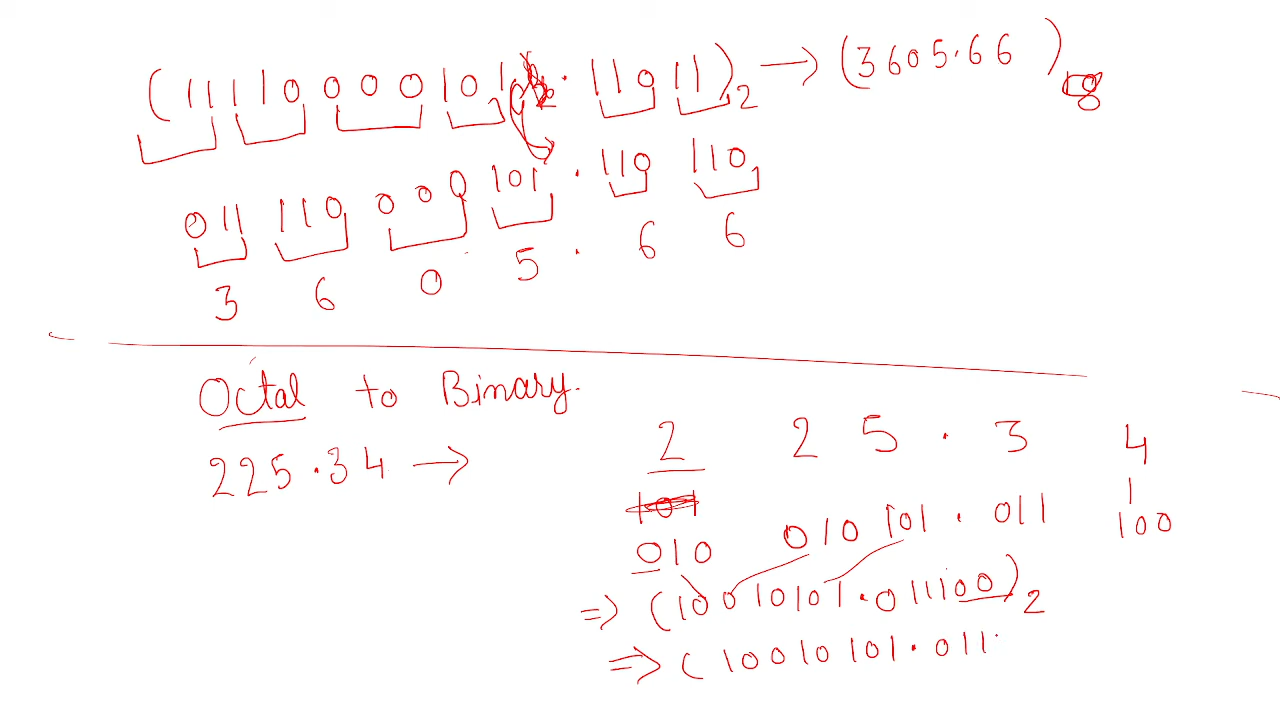 (11110000101 . 11011)2 → (3605.66)8
011 110 000 101 . 110 110
3 6 0 5 . 6 6
Octal to Binary.
225.34 → 2 2 5 . 3 4
1
010 010 101 . 011 100
=> (10010101.011100)2
=> (10010101.011